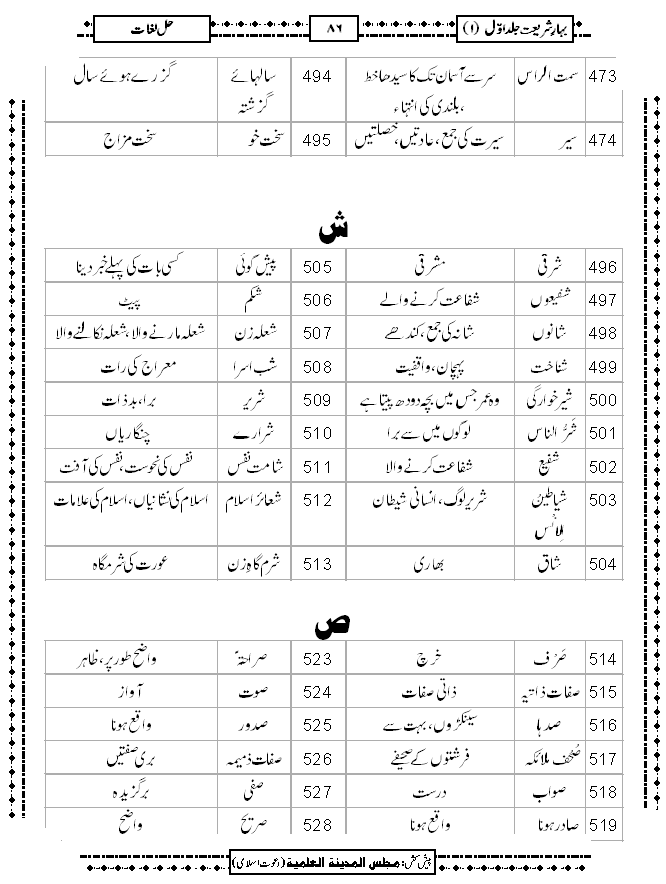 بہارِ شریعت جلد اوّل (۱) ۸۶ حل لغات
473 سمت الراس سر سے آسمان تک کا سیدھا خط 494 سالہائے گزرے ہوئے سال
،بلندی کی انتہاء گزشتہ
474 سیر سیرت کی جمع، عادتیں، خصلتیں 495 سخت خو سخت مزاج
ش
496 شرقی مشرقی 505 پیش گوئی کسی بات کی پہلے خبر دینا
497 شفیعوں شفاعت کرنے والے 506 شکم پیٹ
498 شانوں شانہ کی جمع، کندھے 507 شعلہ زن شعلہ مارنے والا، شعلہ نکالنے والا
499 شناخت پہچان، واقفیت 508 شب اسرا معراج کی رات
500 شیر خوارگی وہ عمر جس میں بچہ دودھ پیتا ہے 509 شریر برا، بدذات
501 شرُّ الناس لوگوں میں سے برا 510 شرارے چنگاریاں
502 شفیع شفاعت کرنے والا 511 شامت نفس نفس کی نحوست، نفس کی آفت
503 شیاطینُ شریر لوگ، انسانی شیطان 512 شعائر اسلام اسلام کی نشانیاں، اسلام کی علامات
الِانْس
504 شاق بھاری 513 شرم گاہِ زن عورت کی شرمگاہ
ص
514 صَرْف خرچ 523 صراحتہً واضح طور پر، ظاہر
515 صفات ذاتیہ ذاتی صفات 524 صوت آواز
516 صدہا سینکڑوں، بہت سے 525 صدور واقع ہونا
517 صُحُف ملائکہ فرشتوں کے صحیفے 526 صفات ذمیمہ بری صفتیں
518 صواب درست 527 صفی برگزیدہ
519 صادر ہونا واقع ہونا 528 صریح واضح
پیش کش: مجلس المدینۃ العلمیۃ (دعوت اسلامی)